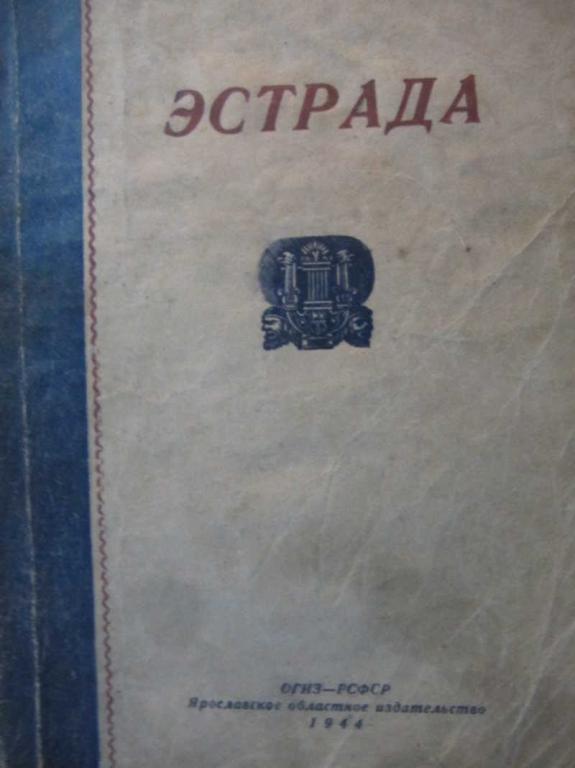 ЭСТРАДА
ОГИЗ—РСФСР
Ярославское областное издательство
1944